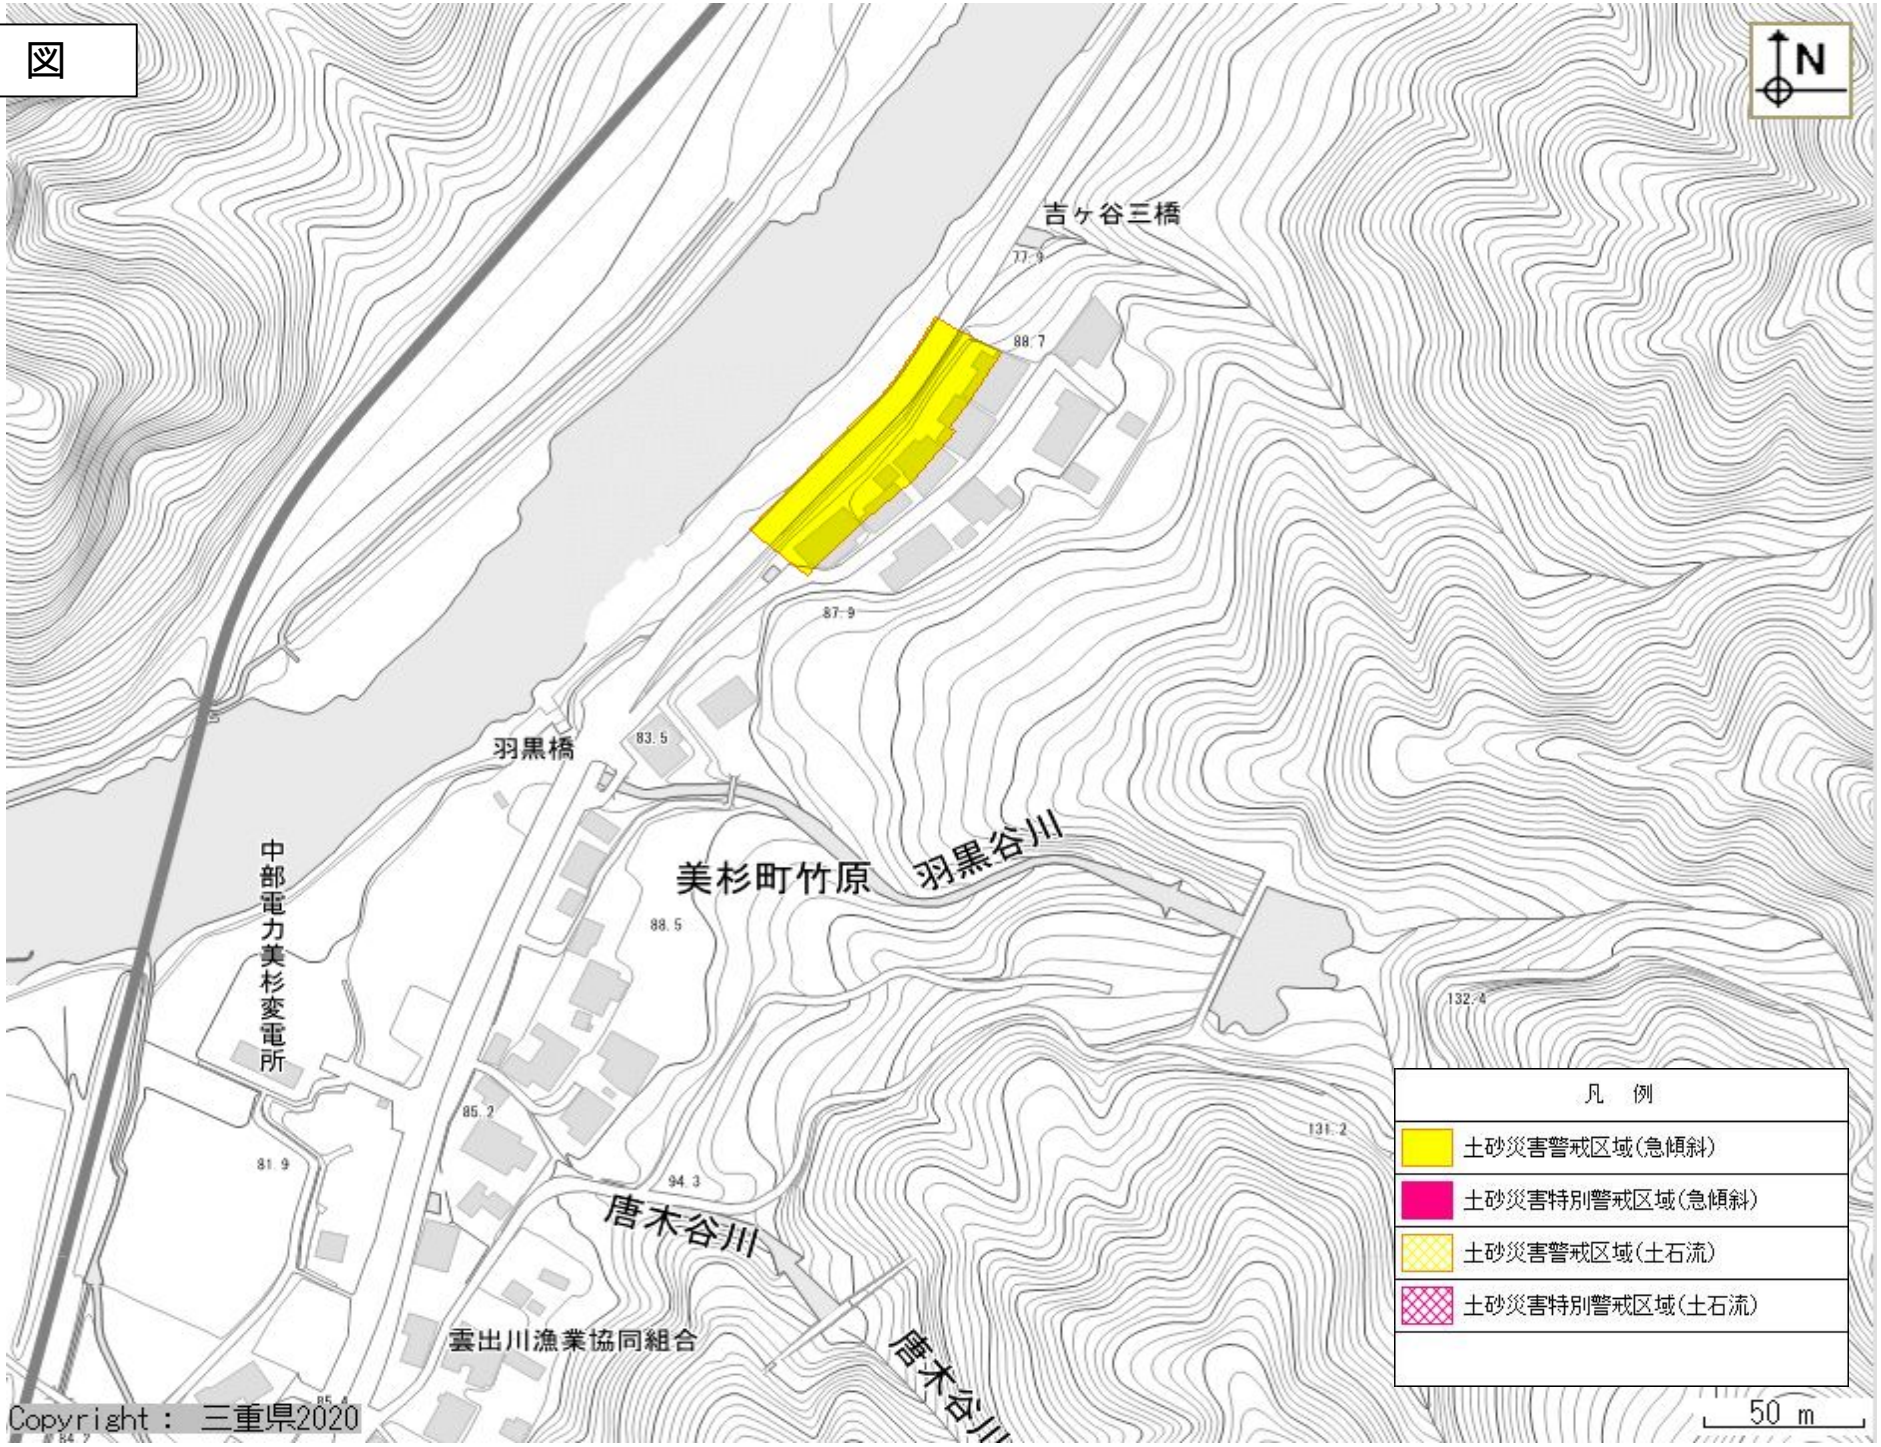 図
N
吉ヶ谷三橋
77.9
88.7
87.9
羽黒橋
83.5
羽黒谷川
美杉町竹原
中部電力美杉変電所
88.5
132.4
凡 例
85.2
131.2
土砂災害警戒区域(急傾斜)
81.9
94.3
土砂災害特別警戒区域(急傾斜)
唐木谷川
土砂災害警戒区域(土石流)
土砂災害特別警戒区域(土石流)
雲出川漁業協同組合
唐木谷川
85.4
Copyright : 三重県2020
50 m
84.2